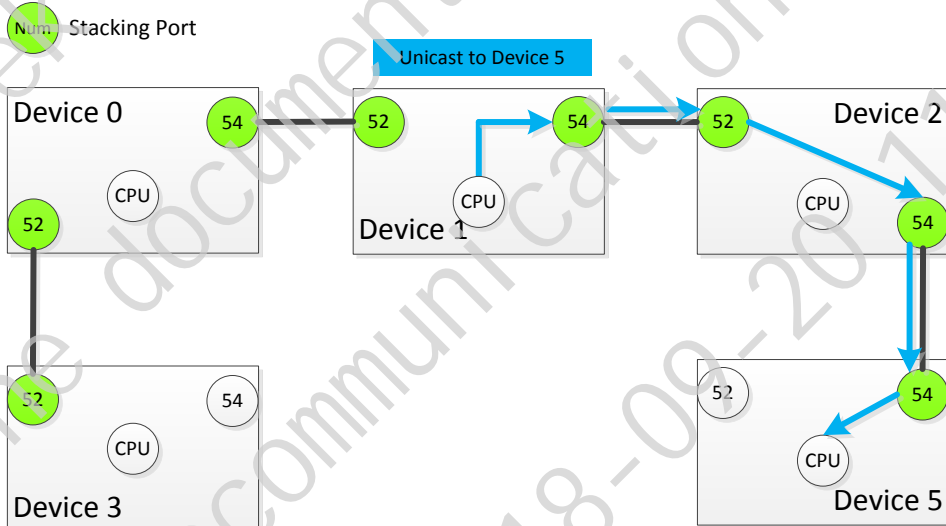 Num Stacking Port
Unicast to Device 5
Device 0
54
52
54
52
Device 2
CPU
CPU
CPU
52
Device 1
54
52
54
52
54
CPU
CPU
Device 3
Device 5